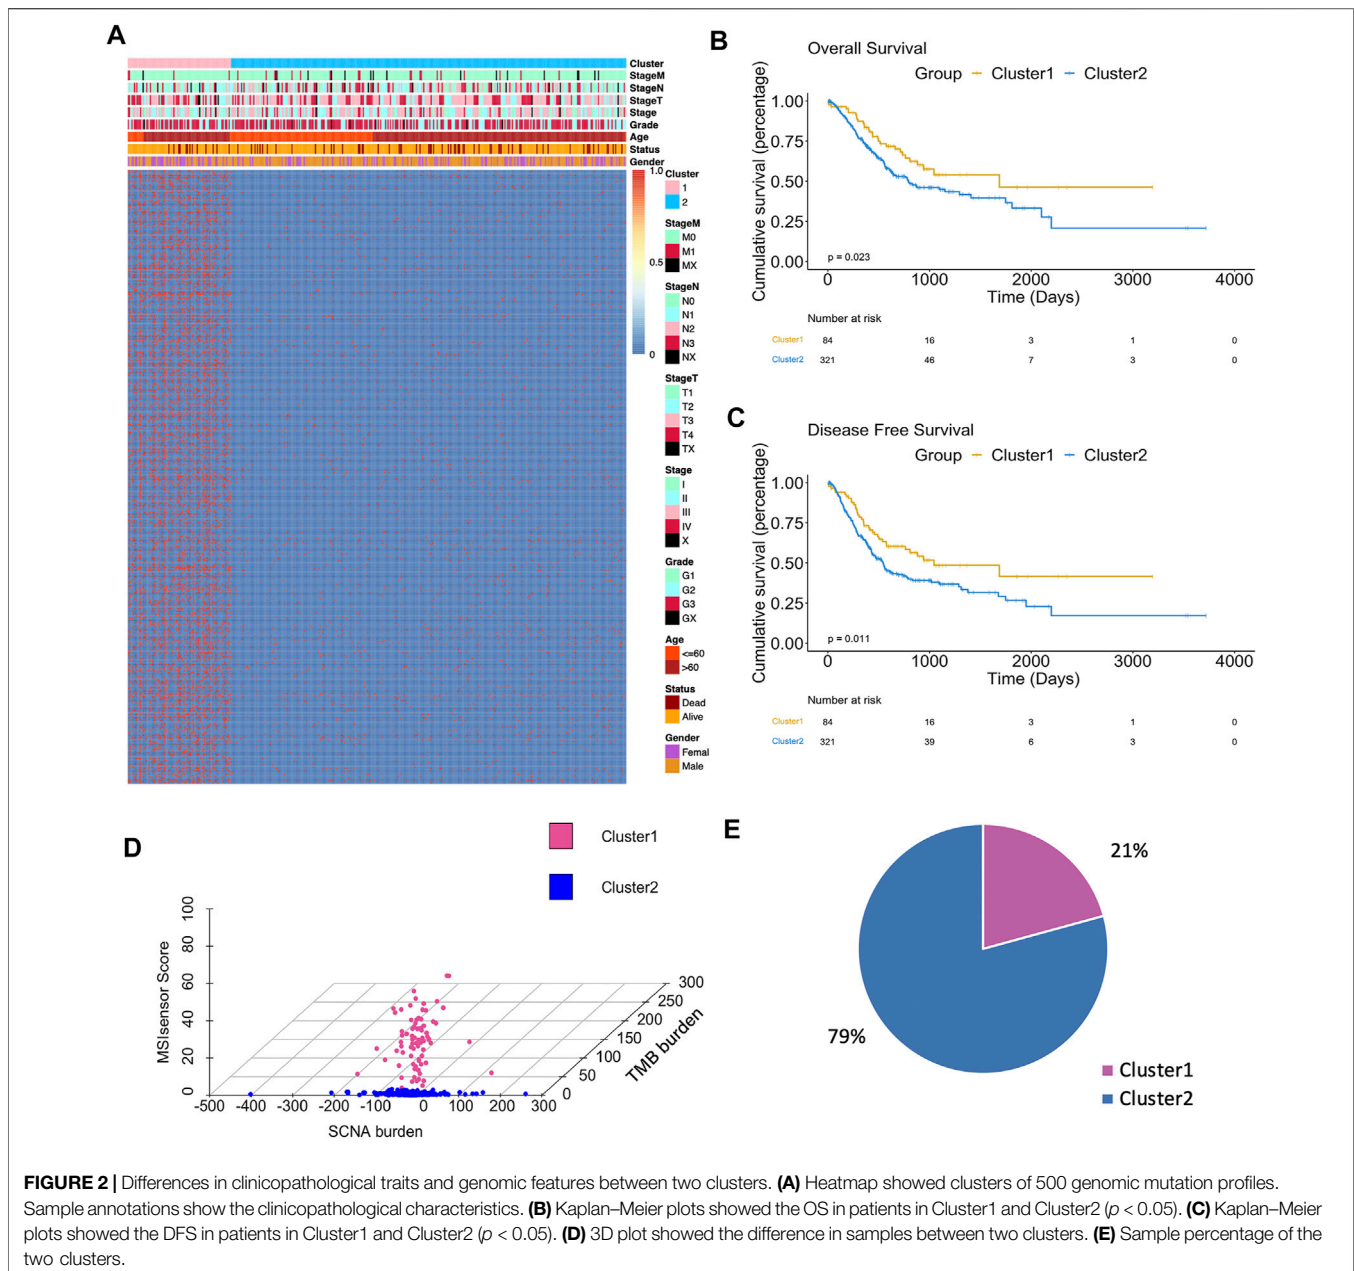 A
Cluster
StageM
StageN
StageT
Stage
Grade
Age
Status
Gender
1.0
0.5
0
Cluster
1
2
StageM
M0
M1
MX
StageN
N0
N1
N2
N3
NX
StageT
T1
T2
T3
T4
TX
Stage
I
II
III
IV
X
Grade
G1
G2
G3
GX
Age
<=60
>60
Status
Dead
Alive
Gender
Femal
Male
B
Overall Survival
Group Cluster1 Cluster2
Cumulative survival (percentage)
1.00
0.75
0.50
0.25
0.00
p = 0.023
0 1000 2000 3000 4000
Time (Days)
Number at risk
Cluster1 84 16 3 1 0
Cluster2 321 46 7 3 0
C
Disease Free Survival
Group Cluster1 Cluster2
Cumulative survival (percentage)
1.00
0.75
0.50
0.25
0.00
p = 0.011
0 1000 2000 3000 4000
Time (Days)
Number at risk
Cluster1 84 16 3 1 0
Cluster2 321 39 6 3 0
D
Cluster1
Cluster2
MSIsensor Score
100
80
60
40
20
0
-500 -400 -300 -200 -100 0 100 200 300
SCNA burden
300
250
200
150
100
50
0
TMB burden
E
21%
79%
Cluster1
Cluster2
FIGURE 2 | Differences in clinicopathological traits and genomic features between two clusters. (A) Heatmap showed clusters of 500 genomic mutation profiles.
Sample annotations show the clinicopathological characteristics. (B) Kaplan–Meier plots showed the OS in patients in Cluster1 and Cluster2 (p < 0.05). (C) Kaplan–Meier
plots showed the DFS in patients in Cluster1 and Cluster2 (p < 0.05). (D) 3D plot showed the difference in samples between two clusters. (E) Sample percentage of the
two clusters.